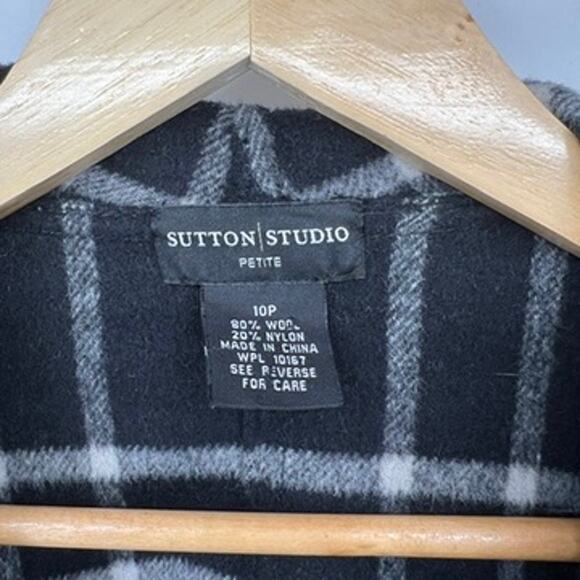 SUTTON|STUDIO
PETITE
10P
80% WOOL
20% NYLON
MADE IN CHINA
WPL 10167
SEE REVERSE
FOR CARE